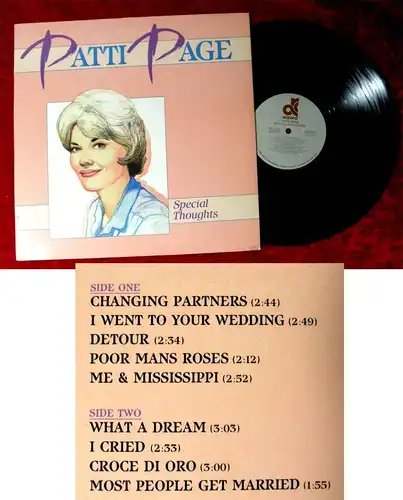 PATTI PAGE
Special
Thoughts
SIDE ONE
CHANGING PARTNERS (2:44)
I WENT TO YOUR WEDDING (2:49)
DETOUR (2:34)
POOR MANS ROSES (2:12)
ME & MISSISSIPPI (2:52)
SIDE TWO
WHAT A DREAM (3:03)
I CRIED (2:33)
CROCE DI ORO (3:00)
MOST PEOPLE GET MARRIED (1:55)